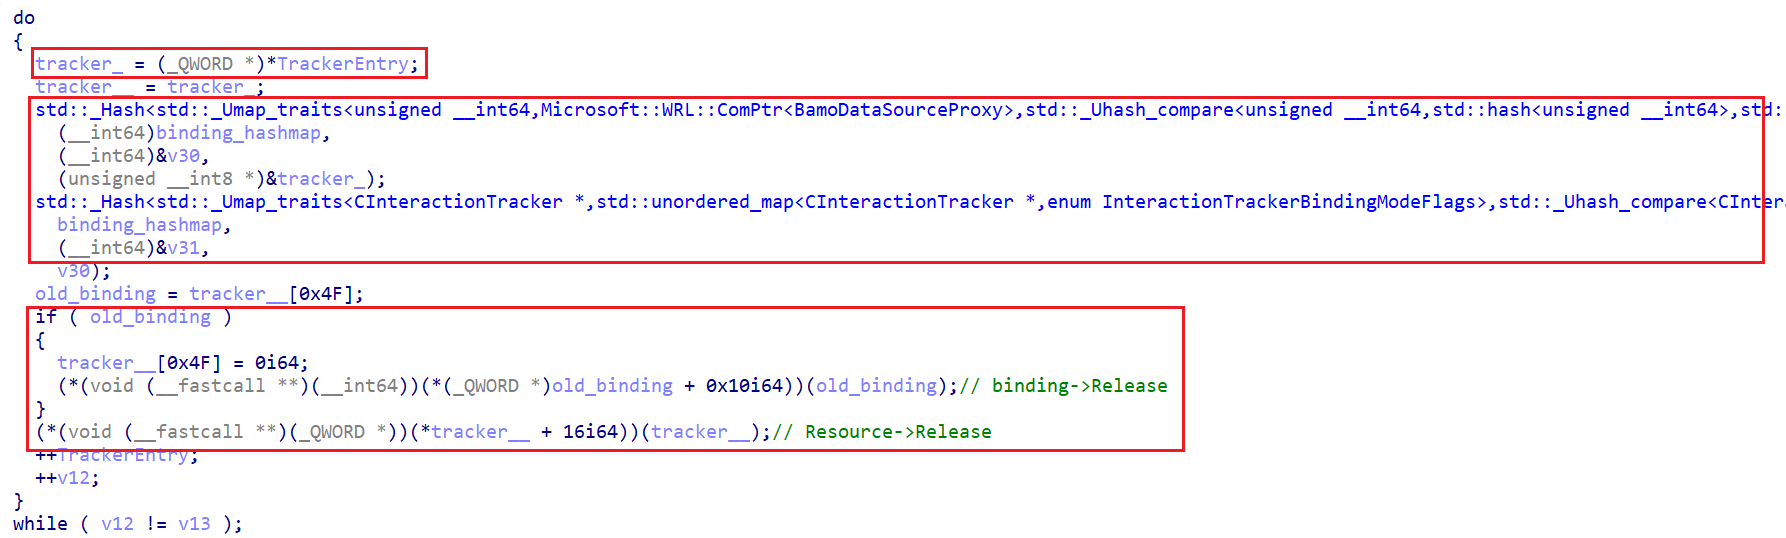 do
{
tracker_ = (_QWORD *)*TrackerEntry;
tracker__ = tracker_;
std::_Hash<std::_Umap_traits<unsigned __int64,Microsoft::WRL::ComPtr<BamoDataSourceProxy>,std::_Uhash_compare<unsigned __int64,std::hash<unsigned __int64>,std:
(__int64)binding_hashmap,
(__int64)&v30,
(unsigned __int8 *)&tracker_);
std::_Hash<std::_Umap_traits<CInteractionTracker *,std::unordered_map<CInteractionTracker *,enum InteractionTrackerBindingModeFlags>,std::_Uhash_compare<CInter
binding_hashmap,
(__int64)&v31,
v30);
old_binding = tracker__[0x4F];
if ( old_binding )
{
tracker__[0x4F] = 0i64;
(*(void (__fastcall **)(__int64))(*(_QWORD *)old_binding + 0x10i64))(old_binding);// binding->Release
}
(*(void (__fastcall **)(_QWORD *))(*tracker__ + 16i64))(tracker__);// Resource->Release
++TrackerEntry;
++v12;
}
while ( v12 != v13 );